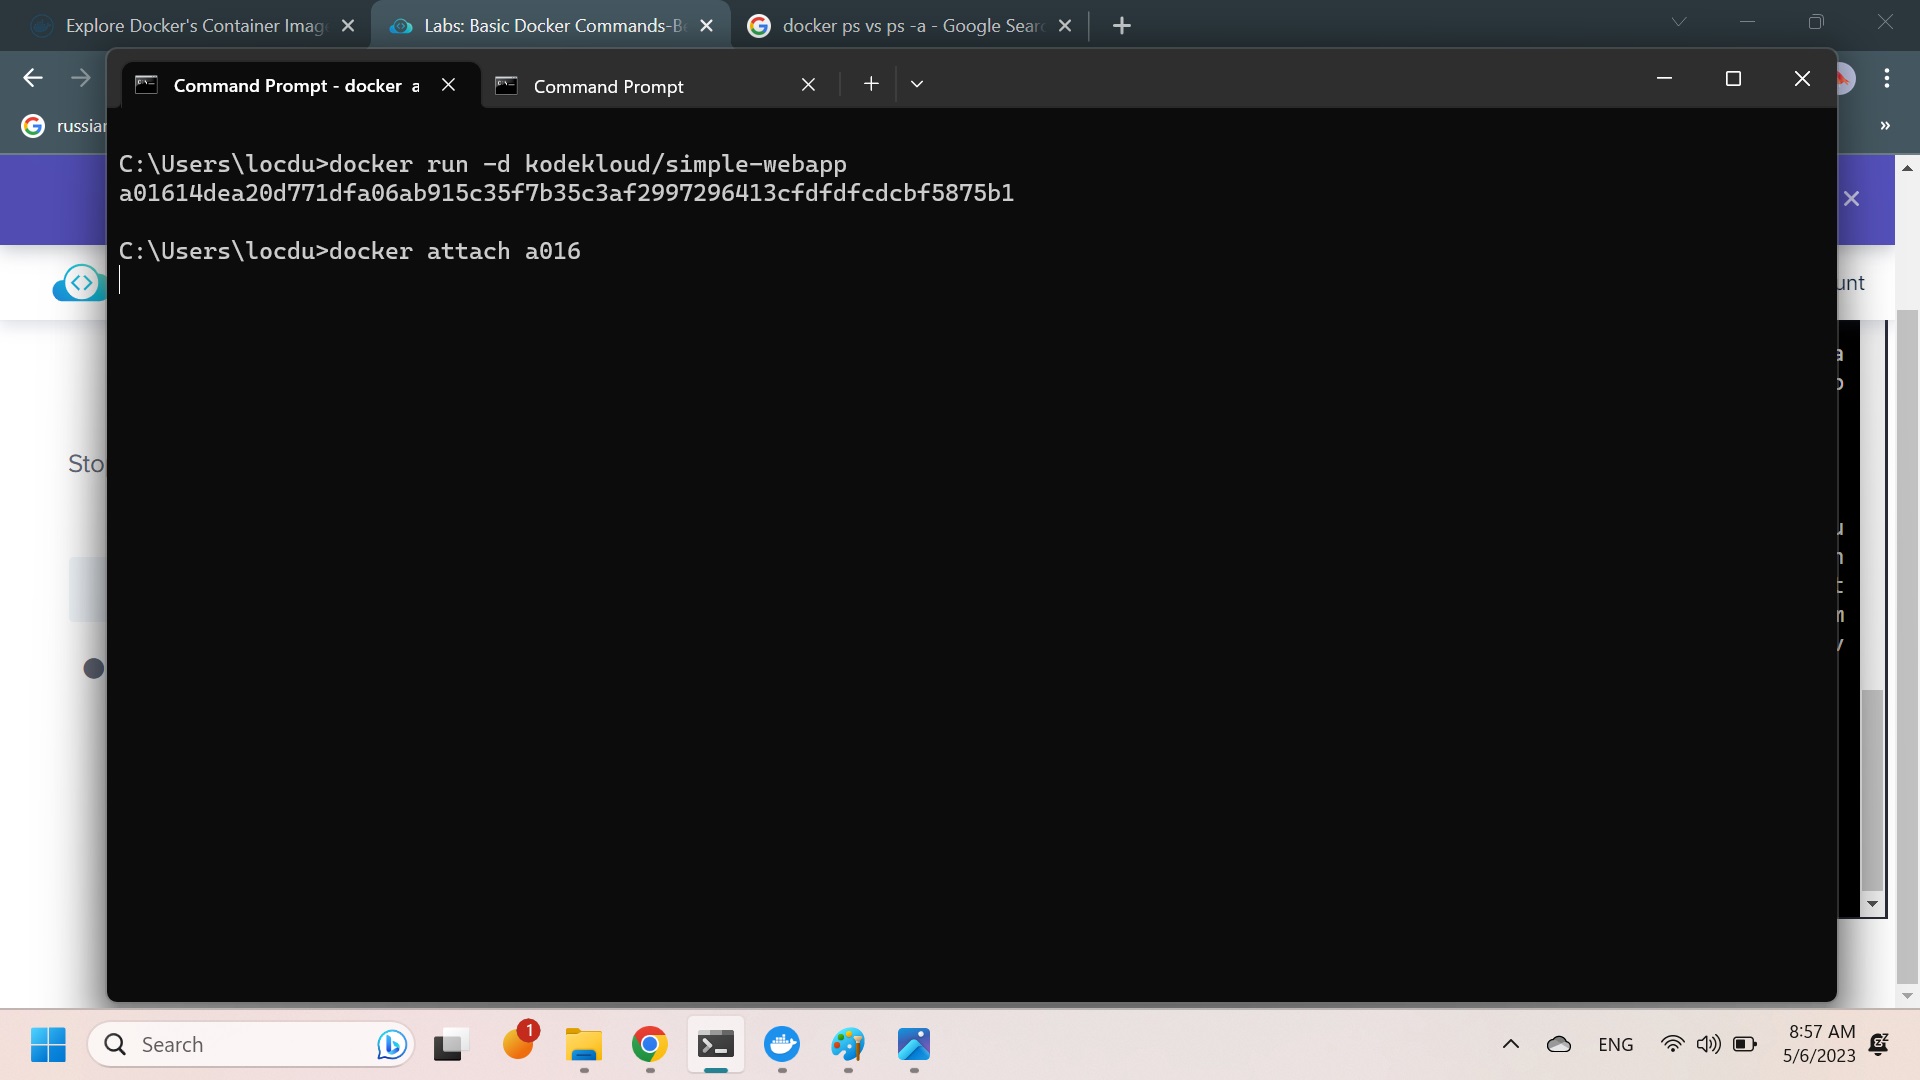 Explore Docker's Container Imag
Labs: Basic Docker Commands-B
docker ps vs ps -a - Google Sear
russian
Command Prompt - docker a
Command Prompt
C:\Users\locdu>docker run -d kodekloud/simple-webapp
a01614dea20d771dfa06ab915c35f7b35c3af2997296413cfdfdfcdcbf5875b1
C:\Users\locdu>docker attach a016
unt
Sto
Search
1
ENG
8:57 AM
5/6/2023